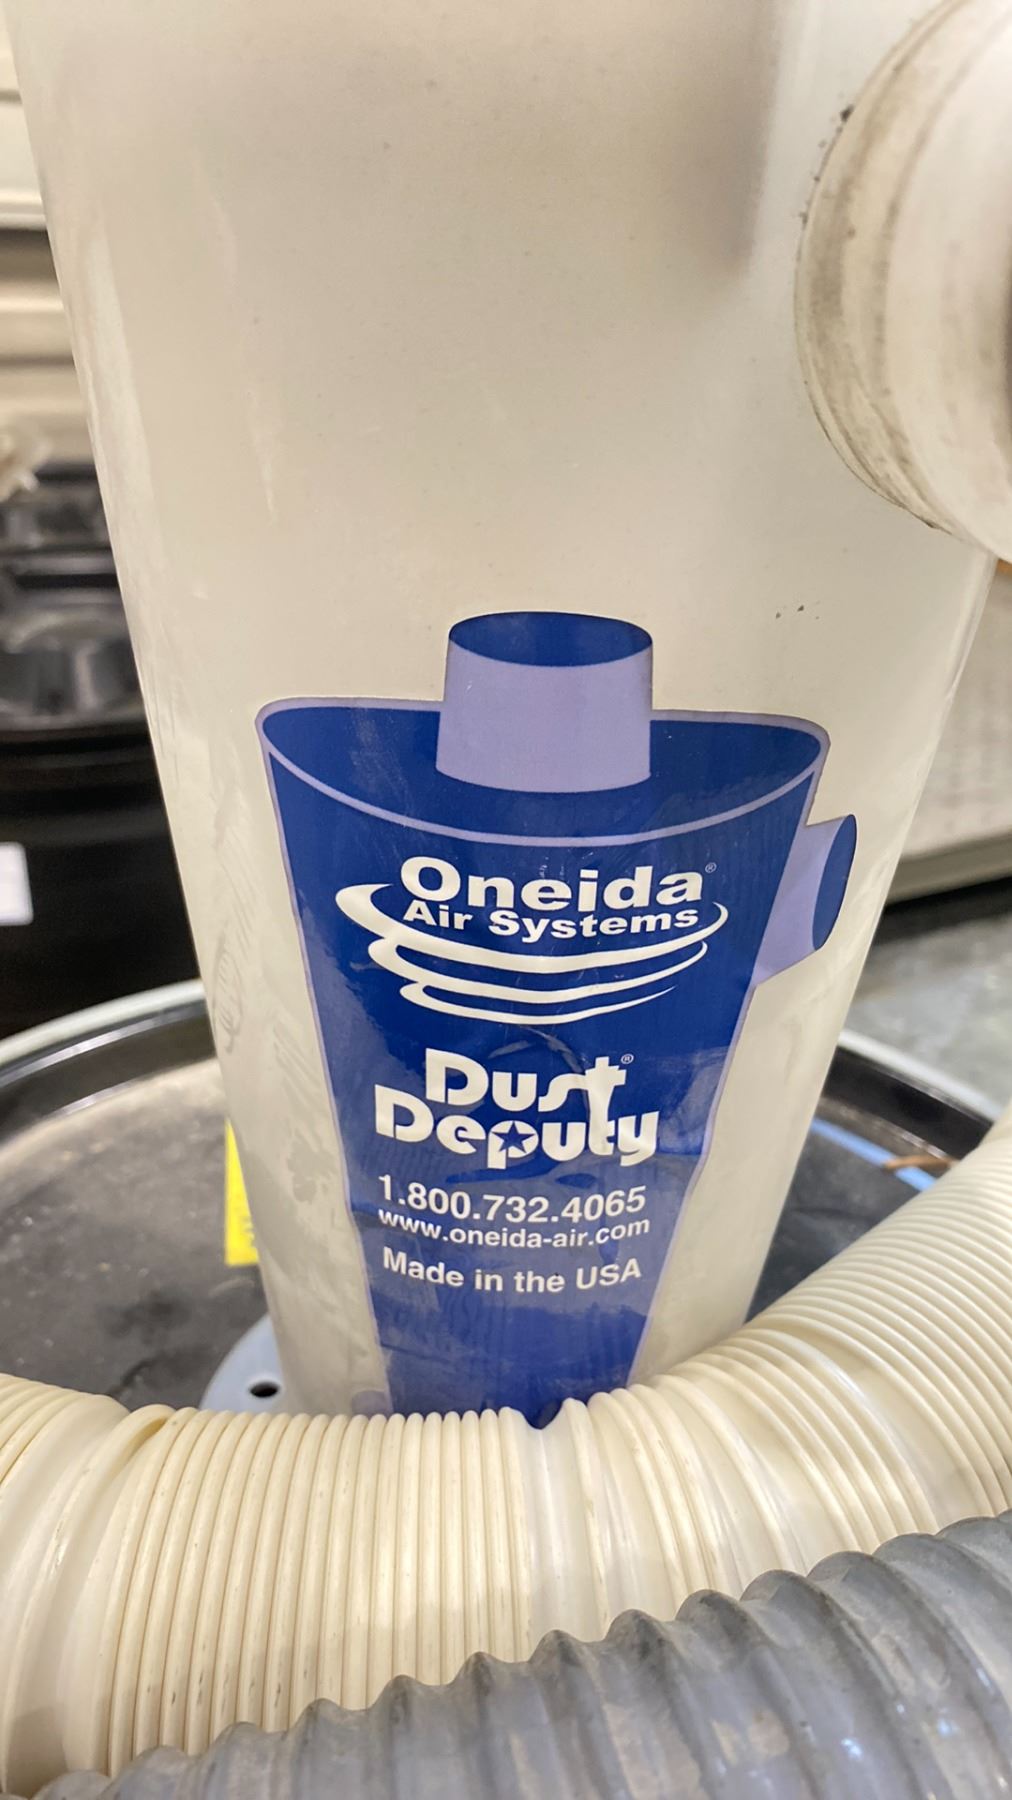 Oneida®
Air Systems
Dust®
Deputy
1.800.732.4065
www.oneida-air.com
Made in the USA